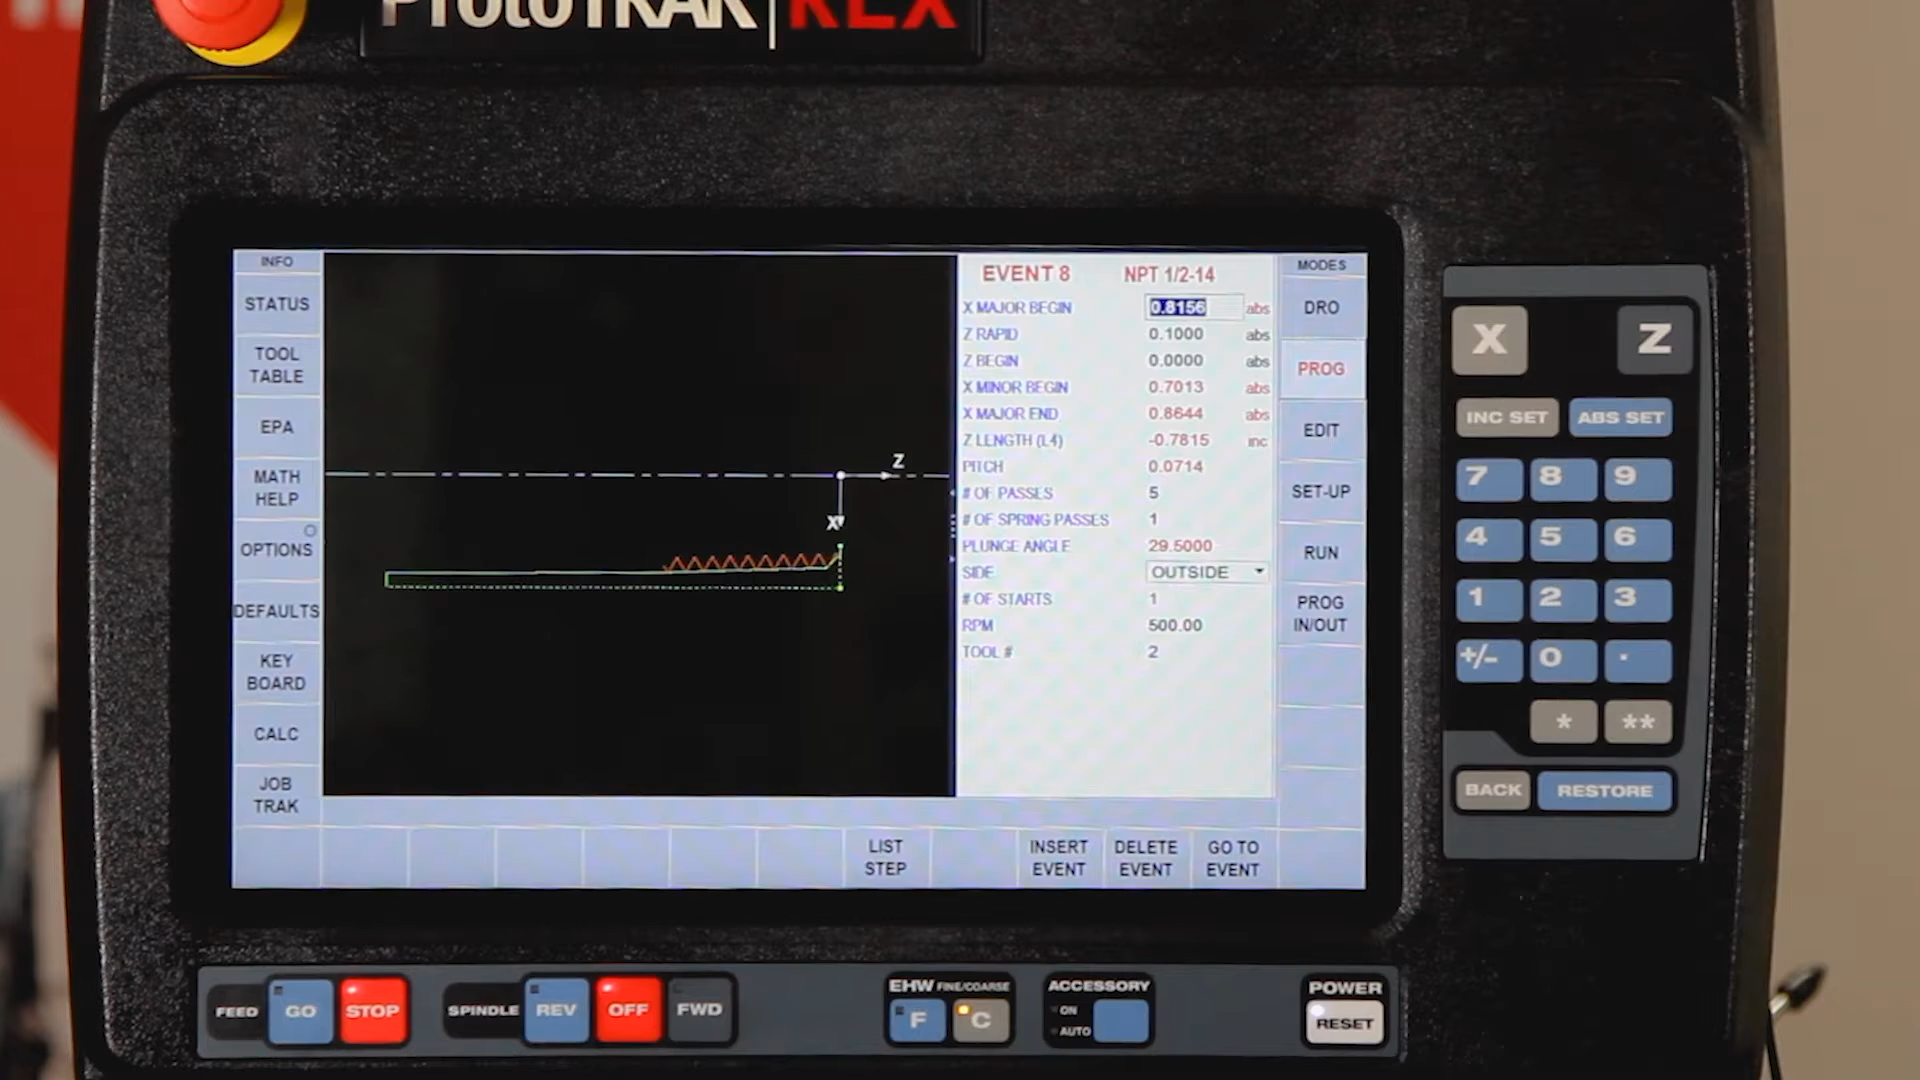 ProtoTRAK RLX
INFO
STATUS
TOOL
TABLE
EPA
MATH
HELP
OPTIONS
DEFAULTS
KEY
BOARD
CALC
JOB
TRAK
Z
X
EVENT 8 NPT 1/2-14
X MAJOR BEGIN 0.8156 abs
Z RAPID 0.1000 abs
Z BEGIN 0.0000 abs
X MINOR BEGIN 0.7013 abs
X MAJOR END 0.8644 abs
Z LENGTH (L4) -0.7815 inc
PITCH 0.0714
# OF PASSES 5
# OF SPRING PASSES 1
PLUNGE ANGLE 29.5000
SIDE OUTSIDE
# OF STARTS 1
RPM 500.00
TOOL # 2
MODES
DRO
PROG
EDIT
SET-UP
RUN
PROG
IN/OUT
LIST
STEP
INSERT
EVENT
DELETE
EVENT
GO TO
EVENT
X Z
INC SET ABS SET
7 8 9
4 5 6
1 2 3
+/- 0 .
* **
BACK RESTORE
FEED GO STOP
SPINDLE REV OFF FWD
EHW FINE/COARSE
F C
ACCESSORY
ON
AUTO
POWER
RESET